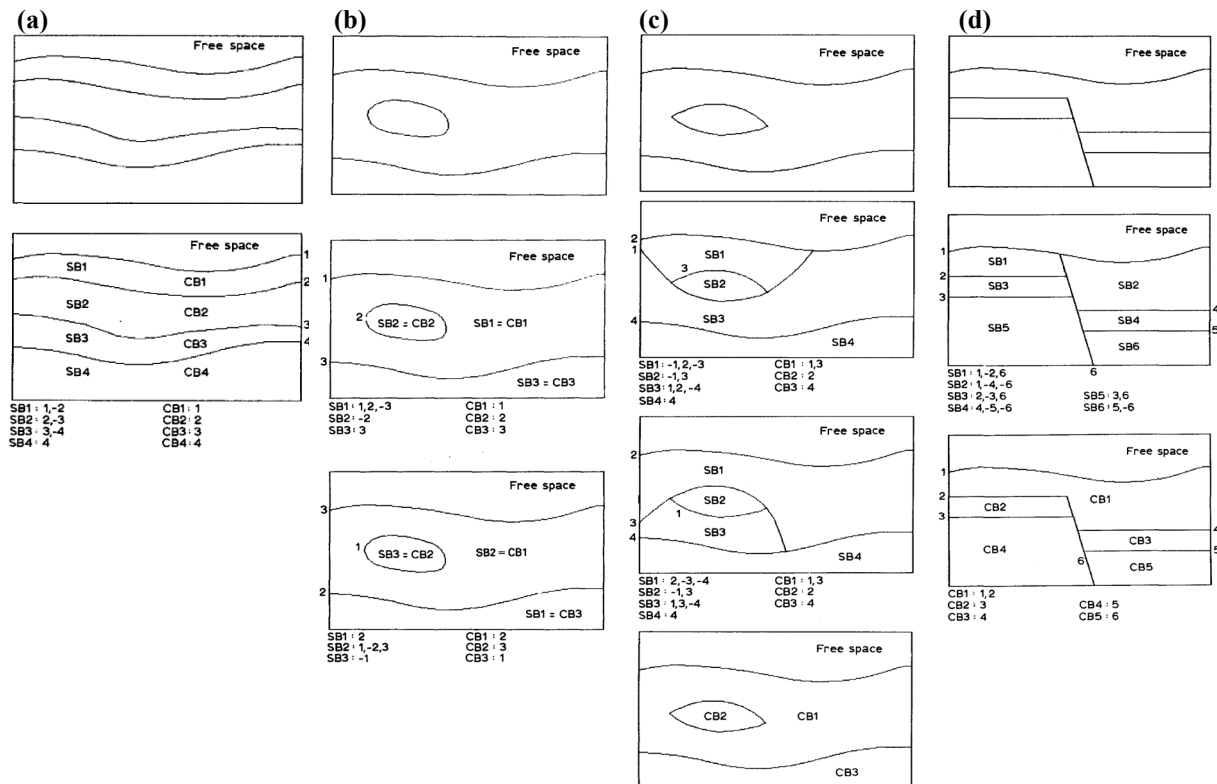 (a)
Free space
Free space
SB1
CB1
SB2
CB2
SB3
CB3
SB4
CB4
1
2
3
4
SB1 : 1,-2 CB1 : 1
SB2 : 2,-3 CB2 : 2
SB3 : 3,-4 CB3 : 3
SB4 : 4 CB4 : 4
(b)
Free space
Free space
1
2
SB2 = CB2
SB1 = CB1
3
SB3 = CB3
SB1 : 1,2,-3 CB1 : 1
SB2 : -2 CB2 : 2
SB3 : 3 CB3 : 3
Free space
3
1
SB3 = CB2
SB2 = CB1
2
SB1 = CB3
SB1 : 2 CB1 : 2
SB2 : 1,-2,3 CB2 : 3
SB3 : -1 CB3 : 1
(c)
Free space
Free space
2
1
SB1
3
SB2
SB3
4
SB4
SB1 : -1,2,-3 CB1 : 1,3
SB2 : -1,3 CB2 : 2
SB3 : 1,2,-4 CB3 : 4
SB4 : 4
Free space
2
SB1
SB2
1
3
SB3
4
SB4
SB1 : 2,-3,-4 CB1 : 1,3
SB2 : -1,3 CB2 : 2
SB3 : 1,3,-4 CB3 : 4
SB4 : 4
Free space
CB2
CB1
CB3
(d)
Free space
Free space
1
SB1
2
SB3
SB2
3
4
SB4
SB5
5
SB6
6
SB1 : 1,-2,6
SB2 : 1,-4,-6
SB3 : 2,-3,6 SB5 : 3,6
SB4 : 4,-5,-6 SB6 : 5,-6
Free space
1
CB1
2
CB2
3
4
CB3
CB4
6
5
CB5
CB1 : 1,2
CB2 : 3 CB4 : 5
CB3 : 4 CB5 : 6